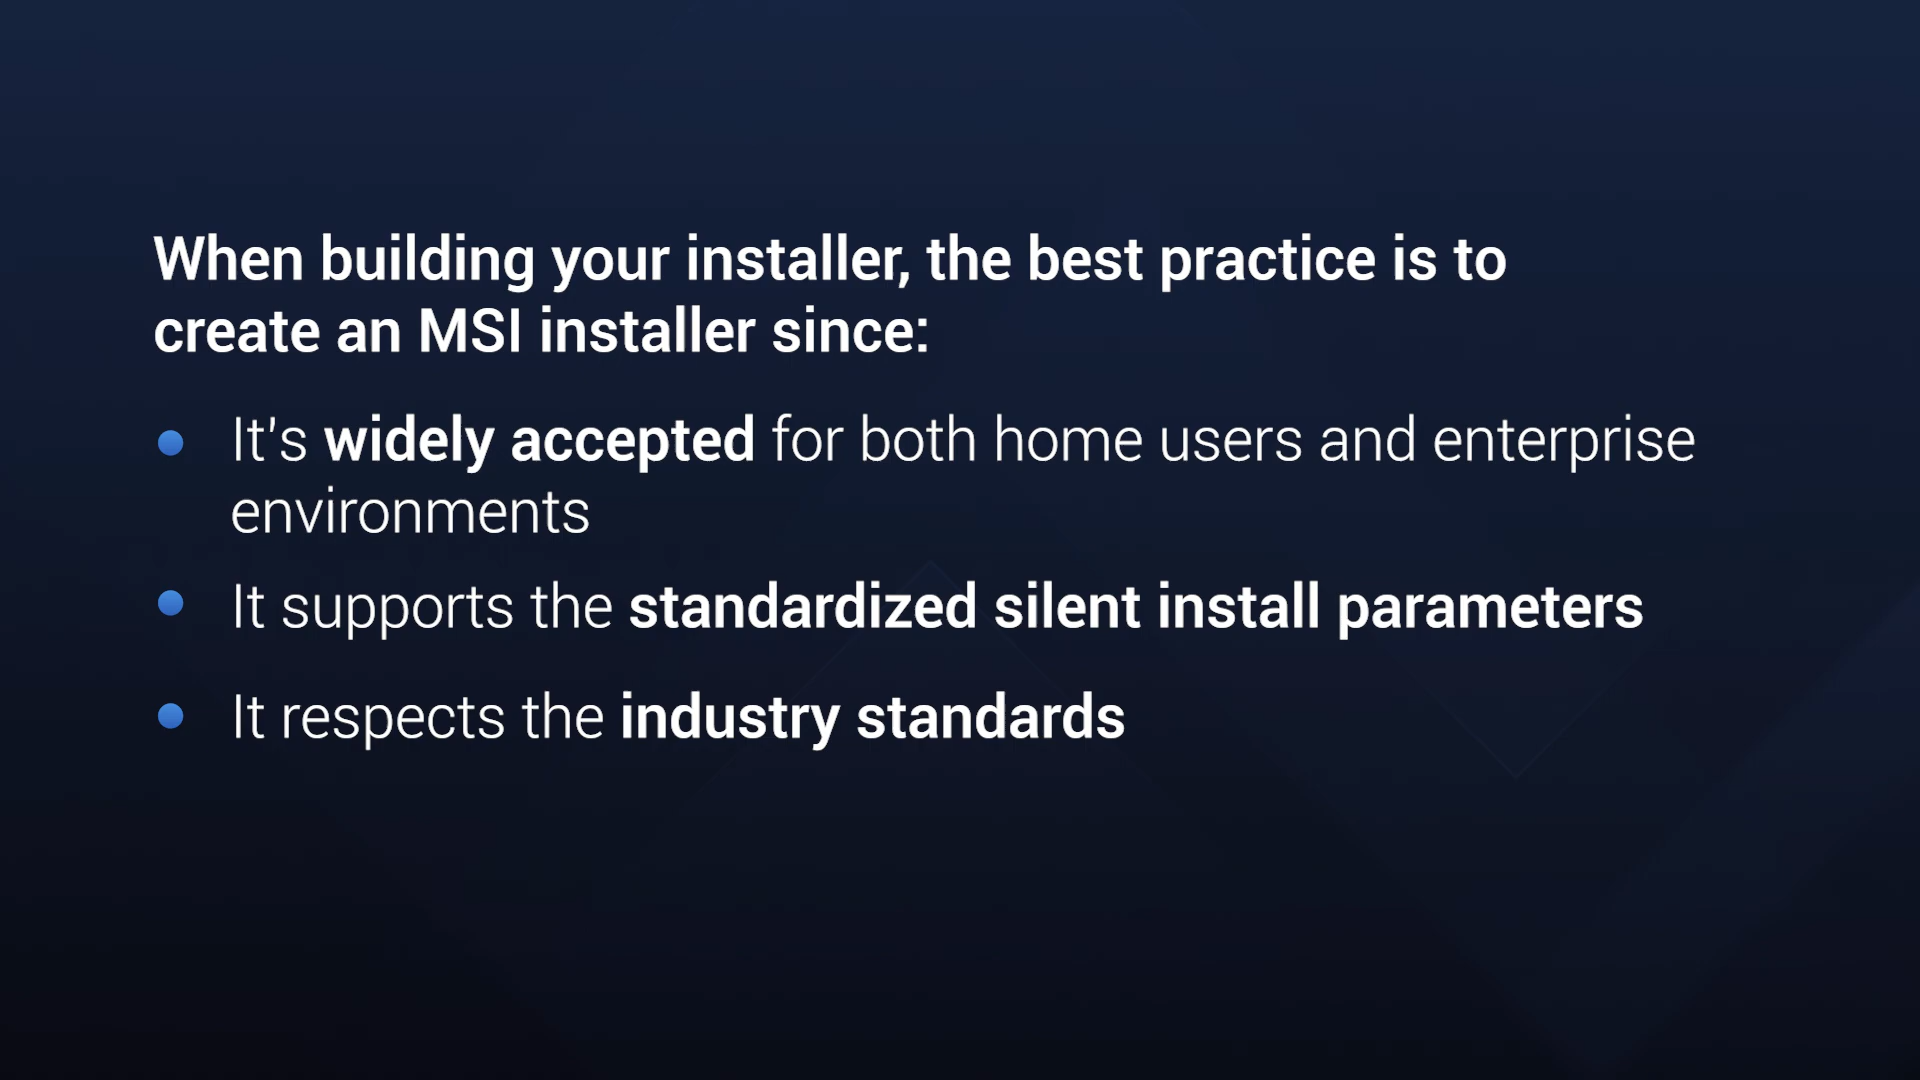 When building your installer, the best practice is to
create an MSI installer since:
It's widely accepted for both home users and enterprise
environments
It supports the standardized silent install parameters
It respects the industry standards